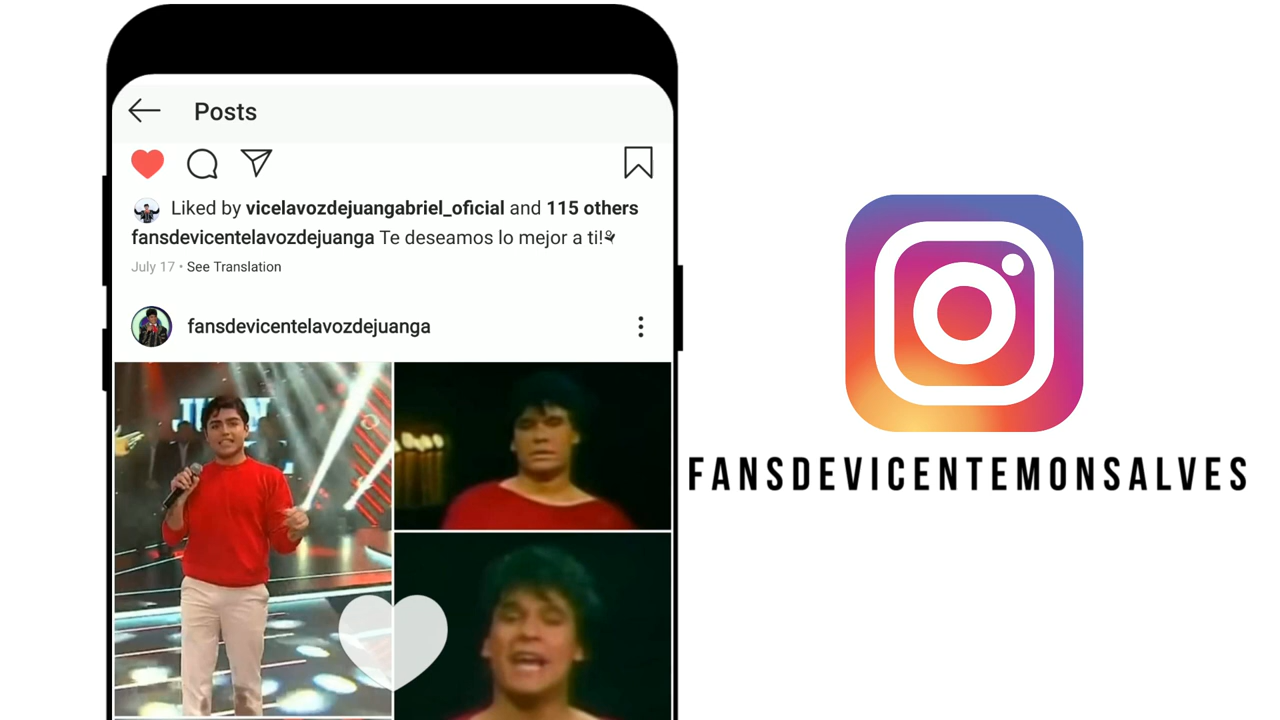 Posts
Liked by vicelavozdejuangabriel_oficial and 115 others
fansdevicentelavozdejuanga Te deseamos lo mejor a ti!
July 17 • See Translation
fansdevicentelavozdejuanga
FANSDEVICENTEMONSALVES